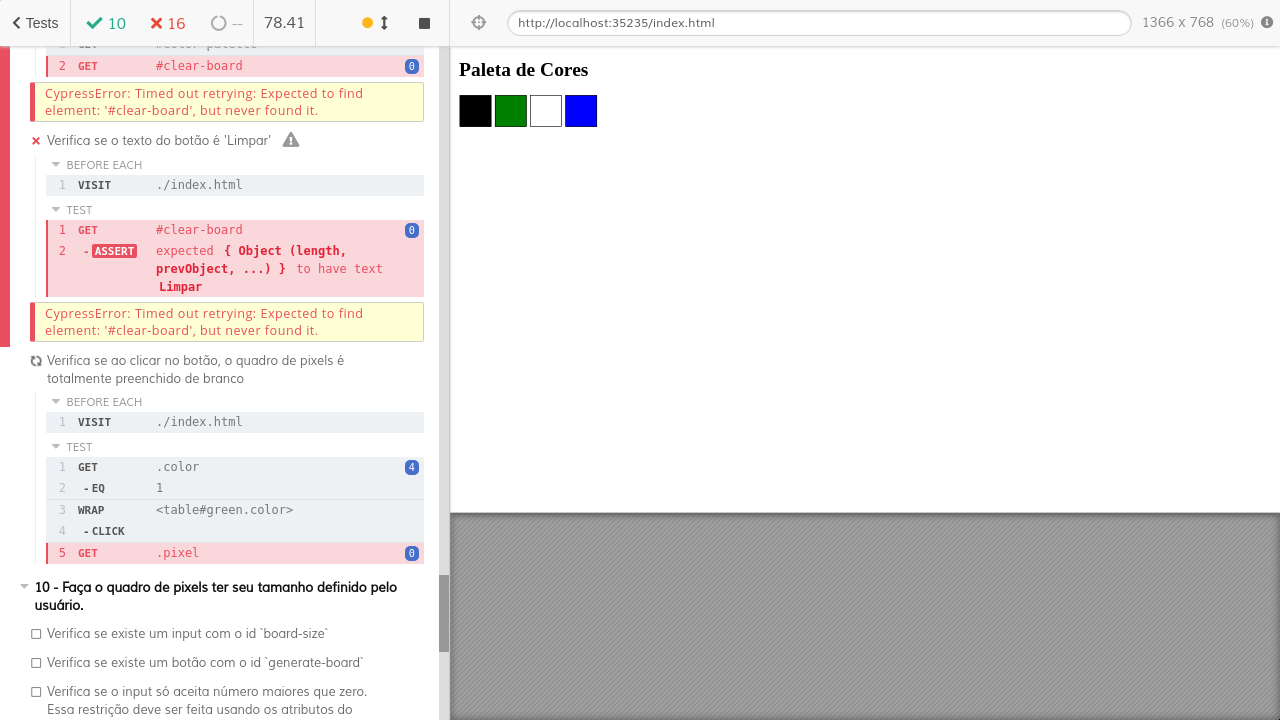 Tests 10 16 -- 78.41
http://localhost:35235/index.html 1366 x 768 (60%)
2 GET #clear-board 0
CypressError: Timed out retrying: Expected to find
element: '#clear-board', but never found it.
Verifica se o texto do botão é 'Limpar'
BEFORE EACH
1 VISIT ./index.html
TEST
1 GET #clear-board 0
2 -ASSERT expected { Object (length,
prevObject, ...) } to have text
Limpar
CypressError: Timed out retrying: Expected to find
element: '#clear-board', but never found it.
Verifica se ao clicar no botão, o quadro de pixels é
totalmente preenchido de branco
BEFORE EACH
1 VISIT ./index.html
TEST
1 GET .color 4
2 -EQ 1
3 WRAP <table#green.color>
4 -CLICK
5 GET .pixel 0
10 - Faça o quadro de pixels ter seu tamanho definido pelo
usuário.
Verifica se existe um input com o id `board-size`
Verifica se existe um botão com o id `generate-board`
Verifica se o input só aceita número maiores que zero.
Essa restrição deve ser feita usando os atributos do
Paleta de Cores